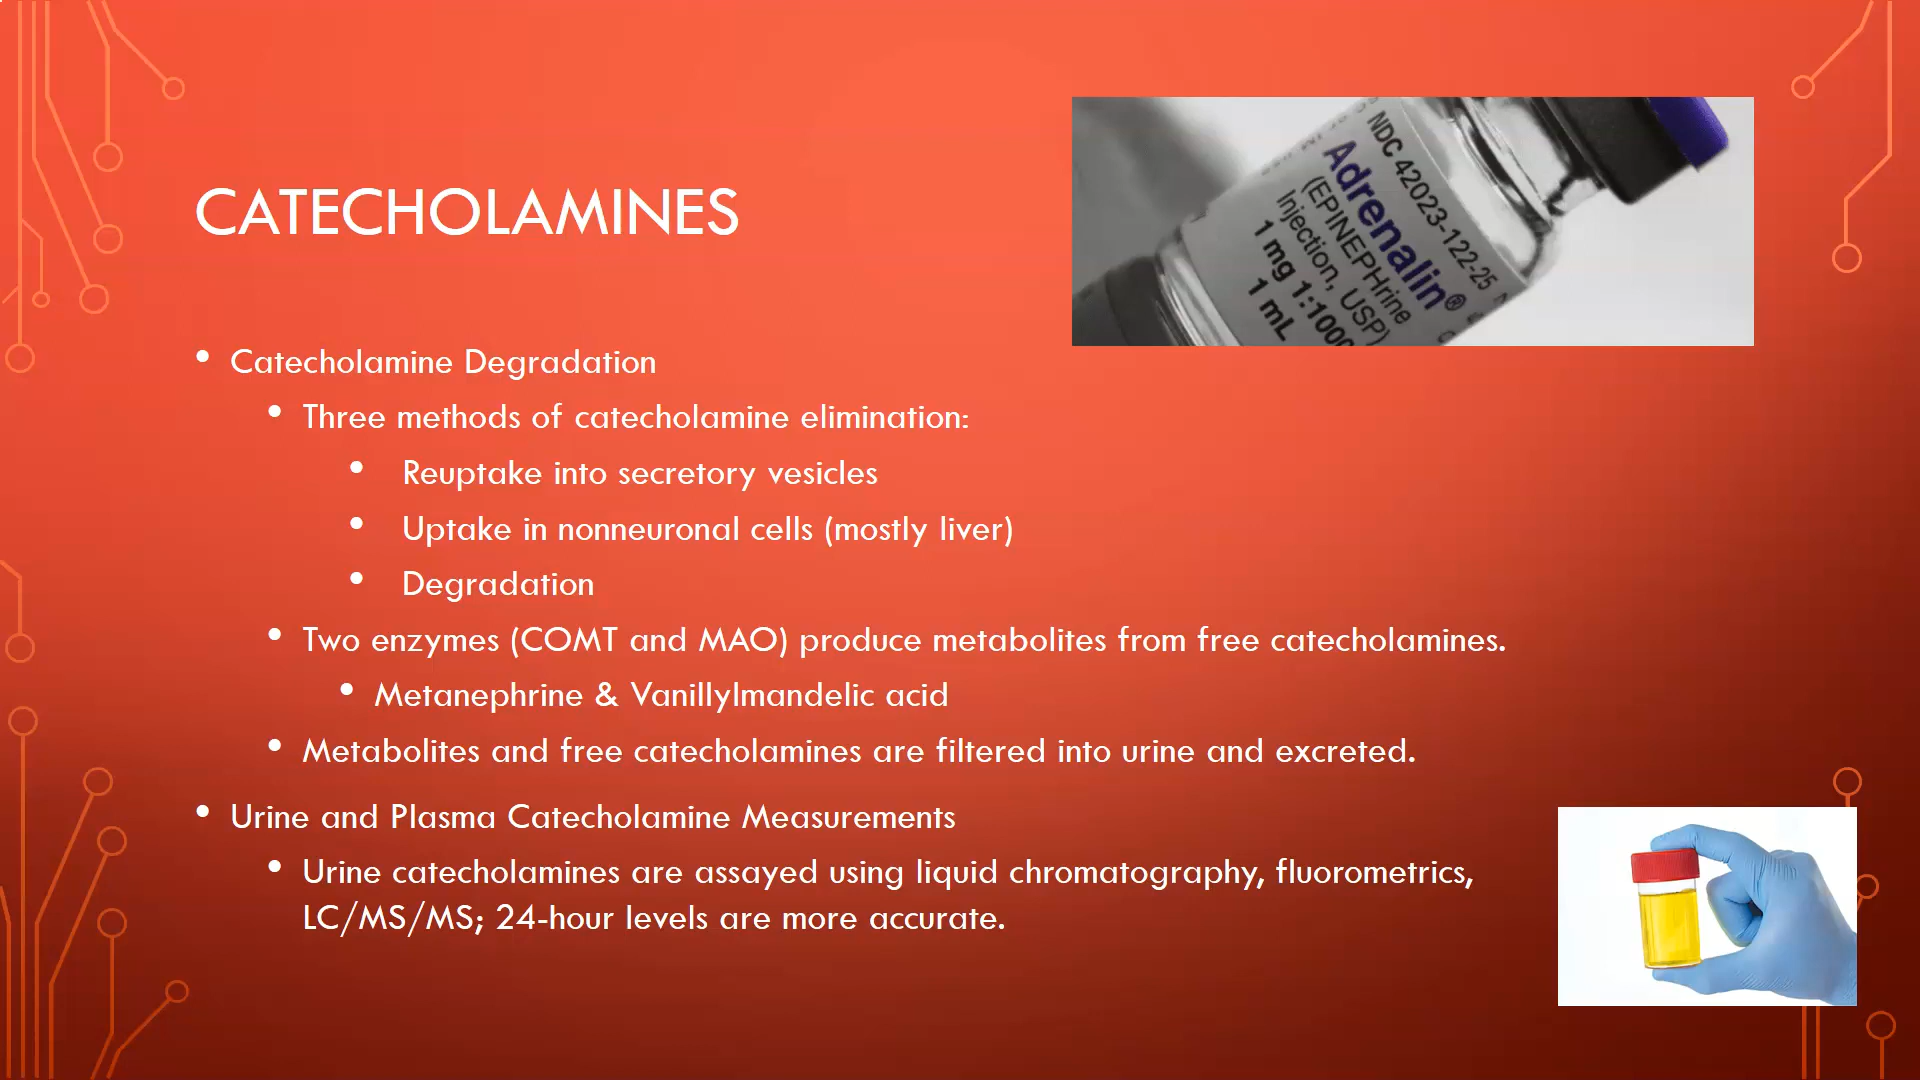 CATECHOLAMINES
NDC 42023-122-25
Adrenalin®
(EPINEPHrine
Injection, USP)
1 mg 1:1000
1 mL
• Catecholamine Degradation
• Three methods of catecholamine elimination:
• Reuptake into secretory vesicles
• Uptake in nonneuronal cells (mostly liver)
• Degradation
• Two enzymes (COMT and MAO) produce metabolites from free catecholamines.
• Metanephrine & Vanillylmandelic acid
• Metabolites and free catecholamines are filtered into urine and excreted.
• Urine and Plasma Catecholamine Measurements
• Urine catecholamines are assayed using liquid chromatography, fluorometrics,
LC/MS/MS; 24-hour levels are more accurate.